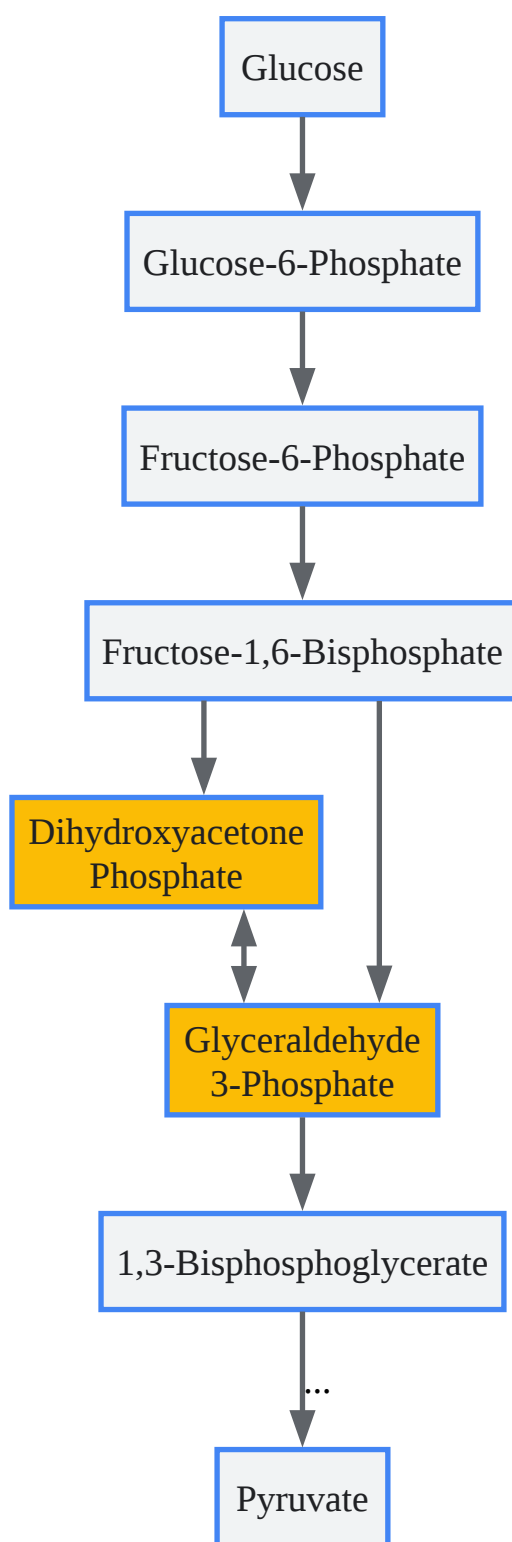 Glucose
Glucose-6-Phosphate
Fructose-6-Phosphate
Fructose-1,6-Bisphosphate
Dihydroxyacetone
Phosphate
Glyceraldehyde
3-Phosphate
1,3-Bisphosphoglycerate
...
Pyruvate